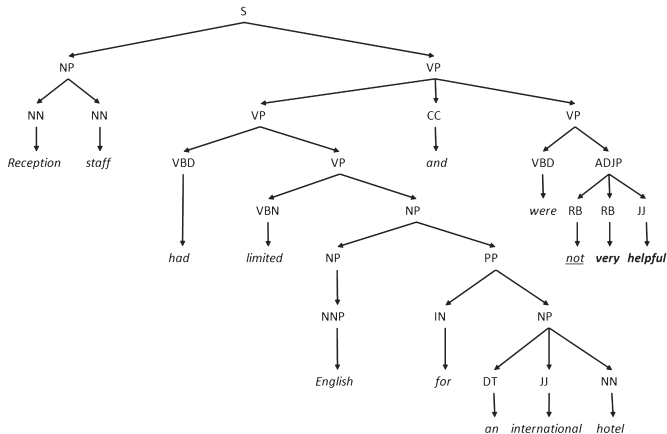 S
NP VP
NN NN VP CC VP
Reception staff VBD VP and VBD ADJP
VBN NP were RB RB JJ
had limited NP PP not very helpful
NNP IN NP
English for DT JJ NN
an international hotel